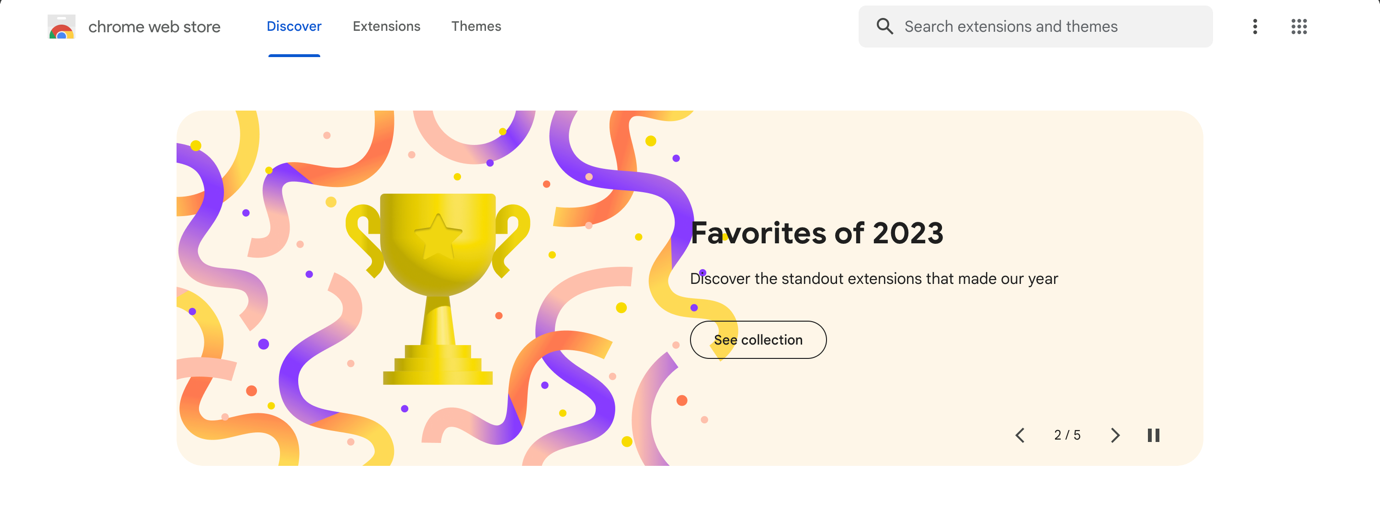 chrome web store
Discover
Extensions
Themes
Search extensions and themes
Favorites of 2023
Discover the standout extensions that made our year
See collection
2 / 5